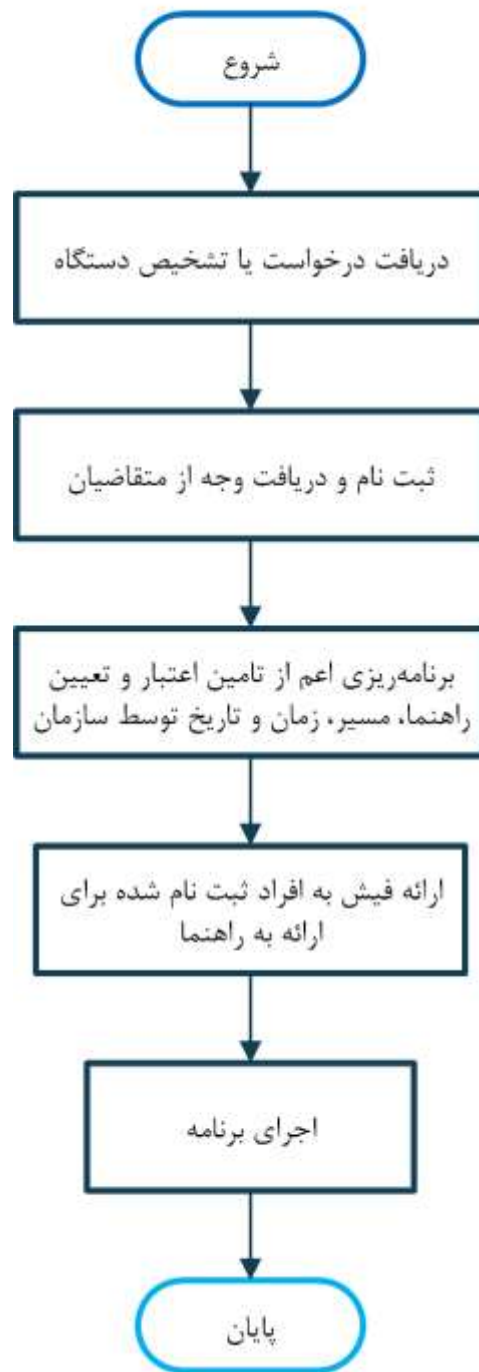 شروع
دریافت درخواست یا تشخیص دستگاه
ثبت نام و دریافت وجه از متقاضیان
برنامه‌ریزی اعم از تامین اعتبار و تعیین
راهنما، مسیر، زمان و تاریخ توسط سازمان
ارائه فیش به افراد ثبت نام شده برای
ارائه به راهنما
اجرای برنامه
پایان